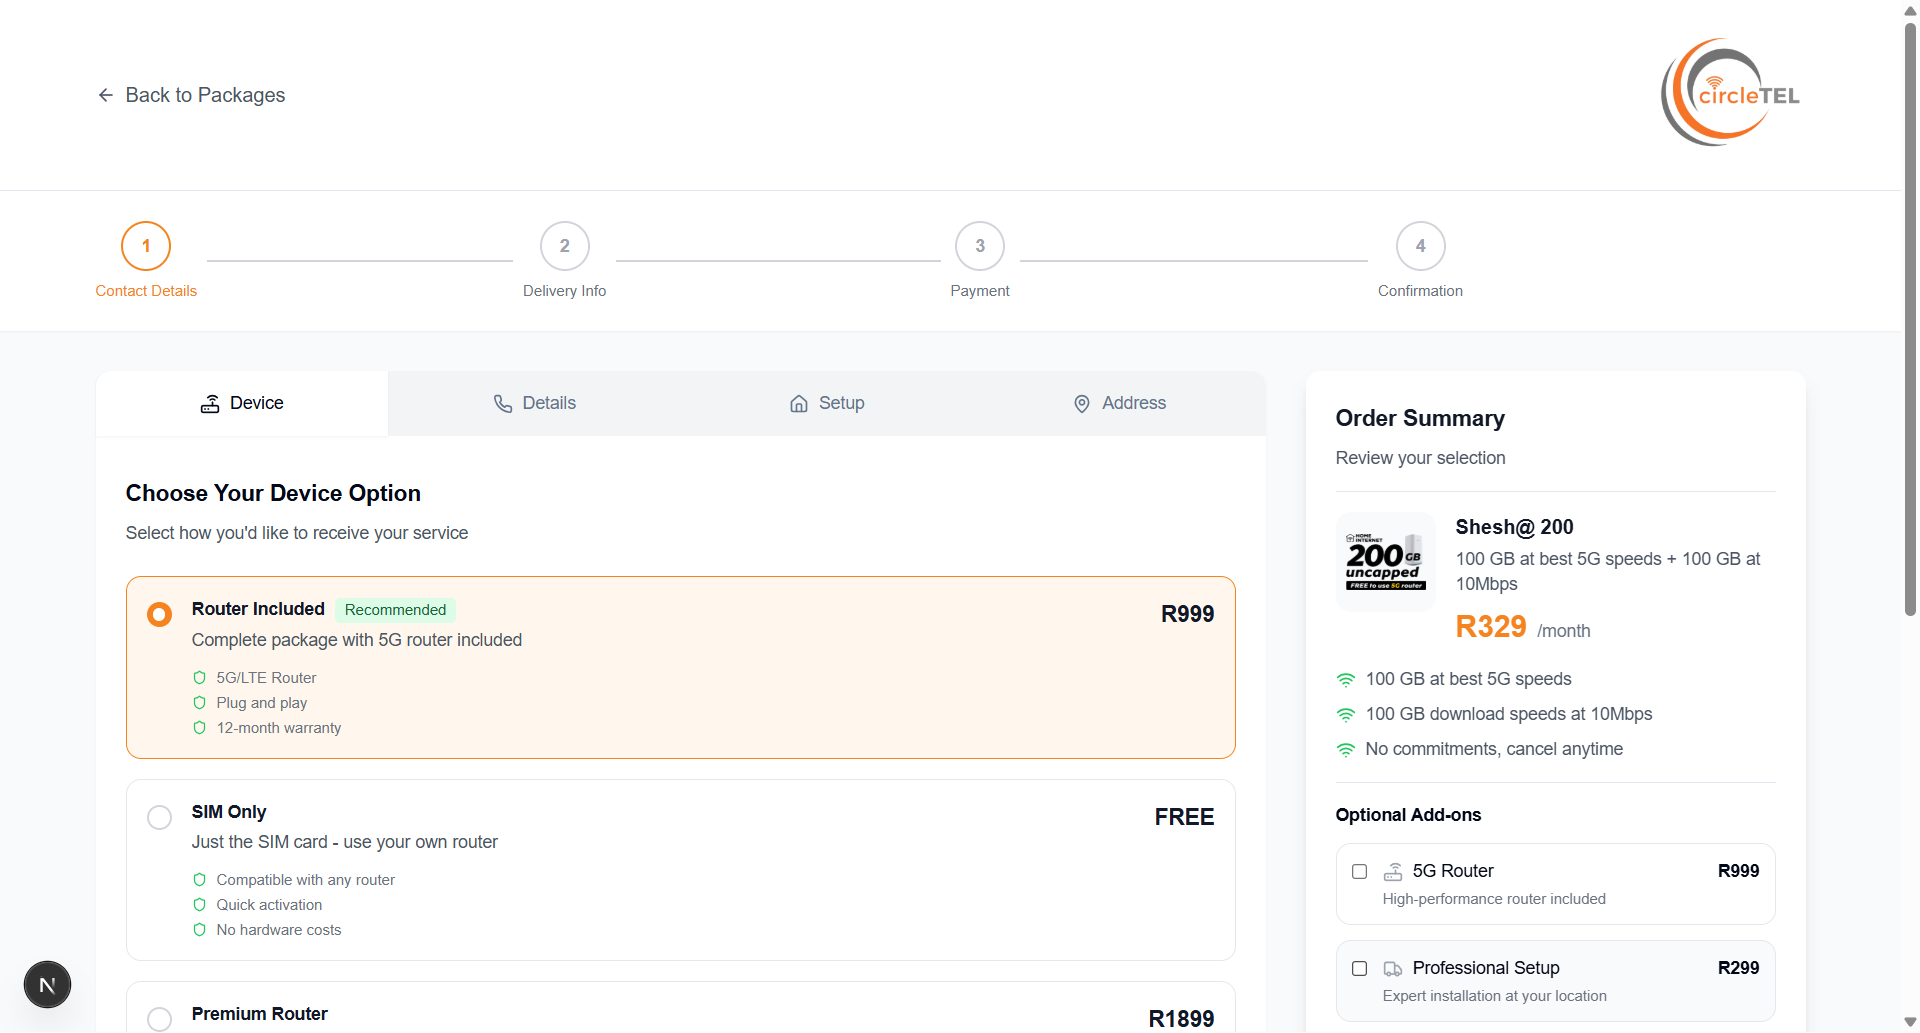 Back to Packages
circleTEL
1
2
3
4
Contact Details
Delivery Info
Payment
Confirmation
Device
Details
Setup
Address
Choose Your Device Option
Select how you'd like to receive your service
Router Included
Recommended
R999
Complete package with 5G router included
5G/LTE Router
Plug and play
12-month warranty
SIM Only
FREE
Just the SIM card - use your own router
Compatible with any router
Quick activation
No hardware costs
Premium Router
R1899
N
Order Summary
Review your selection
HOME
INTERNET
200GB
uncapped
FREE to use 5G router
Shesh@ 200
100 GB at best 5G speeds + 100 GB at
10Mbps
R329 /month
100 GB at best 5G speeds
100 GB download speeds at 10Mbps
No commitments, cancel anytime
Optional Add-ons
5G Router
R999
High-performance router included
Professional Setup
R299
Expert installation at your location